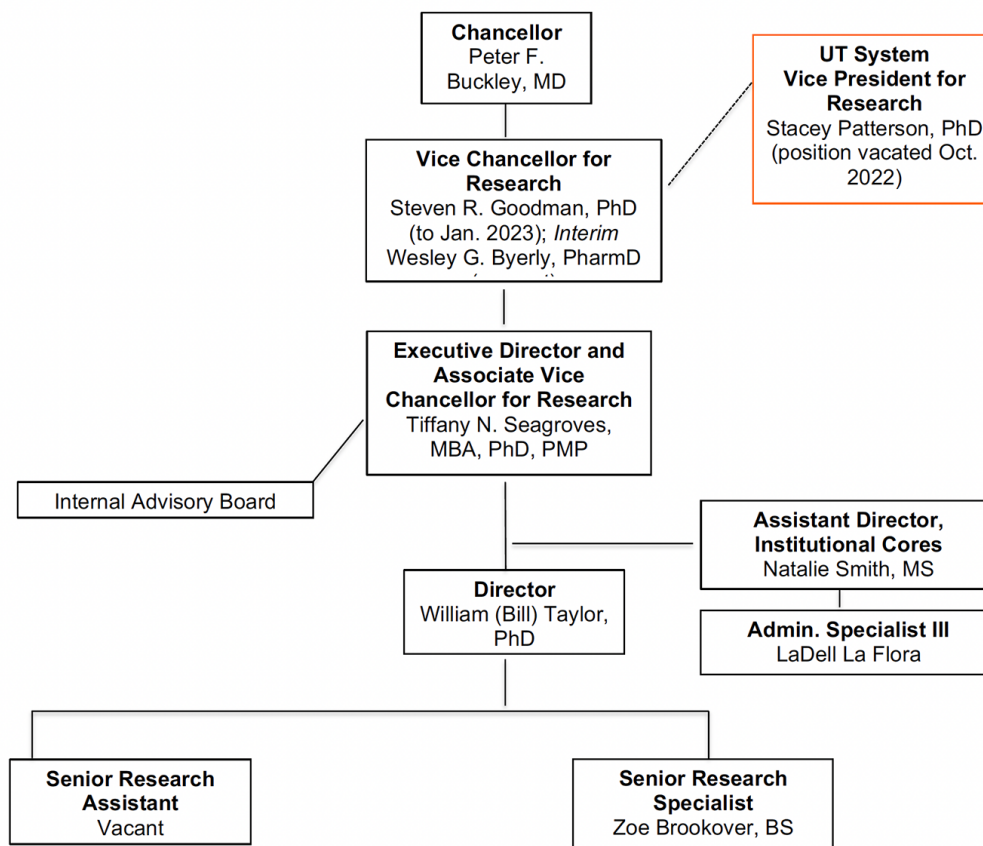 Chancellor
Peter F.
Buckley, MD
UT System
Vice President for
Research
Stacey Patterson, PhD
(position vacated Oct.
2022)
Vice Chancellor for
Research
Steven R. Goodman, PhD
(to Jan. 2023); Interim
Wesley G. Byerly, PharmD
Executive Director and
Associate Vice
Chancellor for Research
Tiffany N. Seagroves,
MBA, PhD, PMP
Internal Advisory Board
Assistant Director,
Institutional Cores
Natalie Smith, MS
Director
William (Bill) Taylor,
PhD
Admin. Specialist III
LaDell La Flora
Senior Research
Assistant
Vacant
Senior Research
Specialist
Zoe Brookover, BS